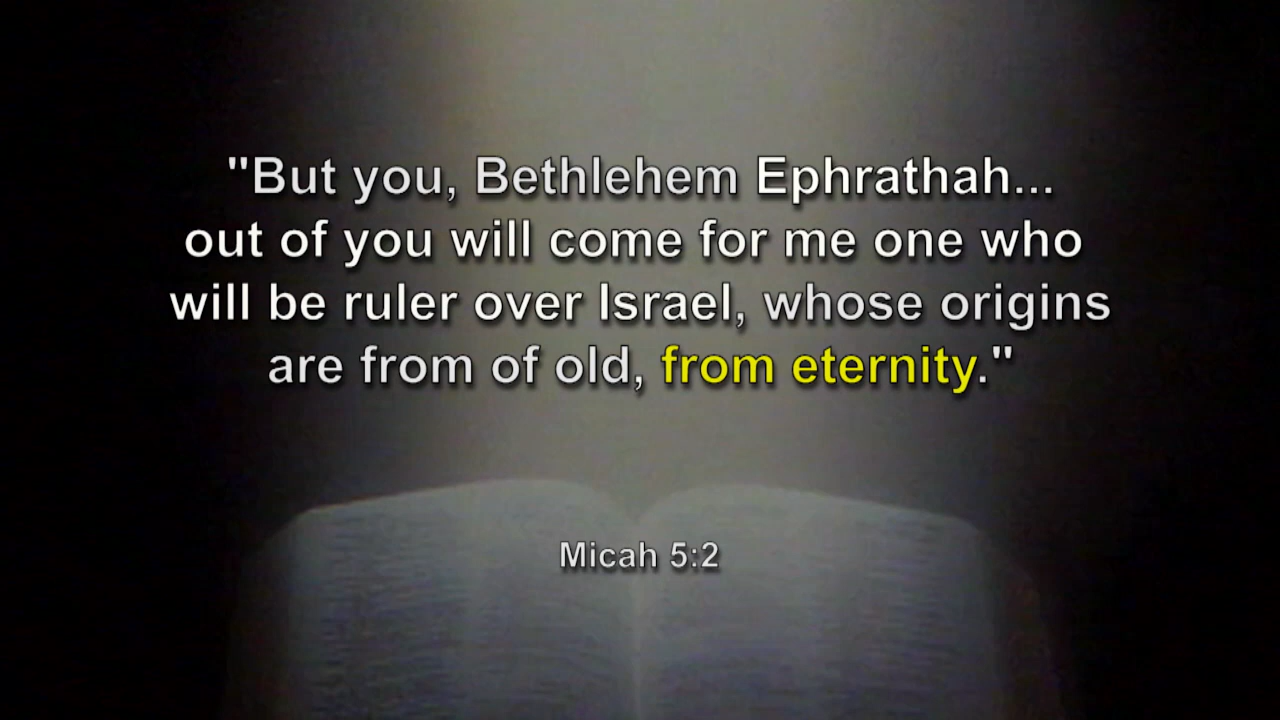 "But you, Bethlehem Ephrathah...
out of you will come for me one who
will be ruler over Israel, whose origins
are from of old, from eternity."
Micah 5:2